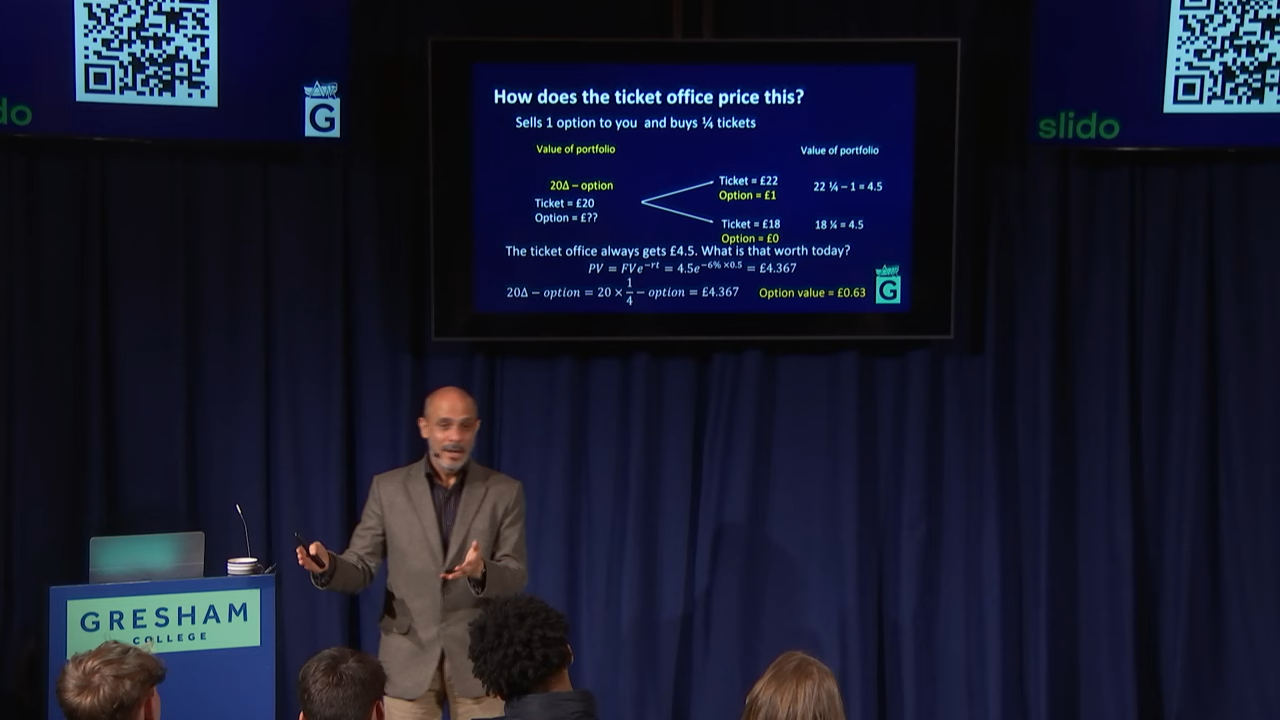 do
G
How does the ticket office price this?
Sells 1 option to you and buys ¼ tickets
Value of portfolio
Value of portfolio
20Δ – option
Ticket = £20
Option = £??
Ticket = £22
Option = £1
22 ¼ – 1 = 4.5
Ticket = £18
Option = £0
18 ¼ = 4.5
The ticket office always gets £4.5. What is that worth today?
PV = FVe^{-rt} = 4.5e^{-6% ×0.5} = £4.367
20Δ – option = 20 × 1/4 – option = £4.367
Option value = £0.63
G
slido
GRESHAM
COLLEGE